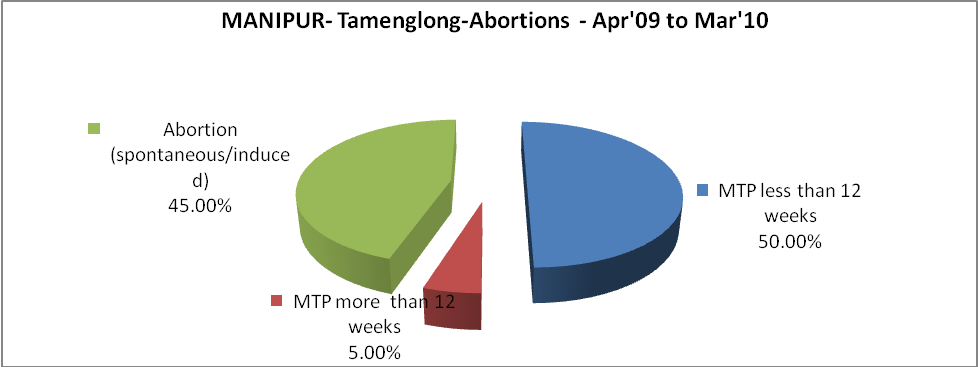 MANIPUR- Tamenglong-Abortions - Apr'09 to Mar'10
Abortion
(spontaneous/induce
d)
45.00%
MTP less than 12
weeks
50.00%
MTP more than 12
weeks
5.00%